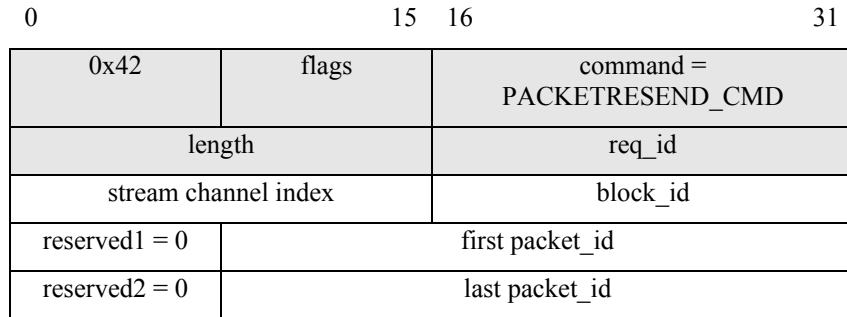 0 15 16 31
0x42 flags command =
PACKETRESEND_CMD
length req_id
stream channel index block_id
reserved1 = 0 first packet_id
reserved2 = 0 last packet_id